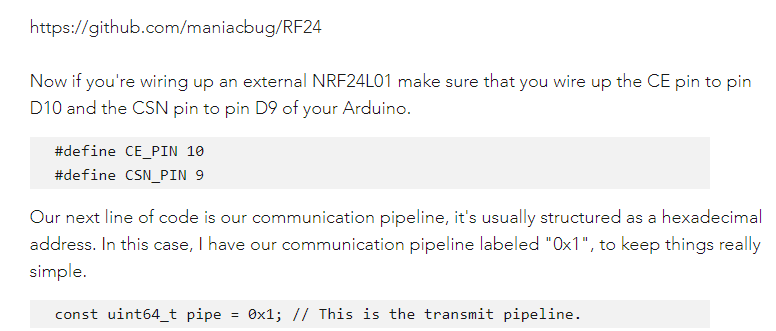 https://github.com/maniacbug/RF24
Now if you're wiring up an external NRF24L01 make sure that you wire up the CE pin to pin
D10 and the CSN pin to pin D9 of your Arduino.
#define CE_PIN 10
#define CSN_PIN 9
Our next line of code is our communication pipeline, it's usually structured as a hexadecimal
address. In this case, I have our communication pipeline labeled "0x1", to keep things really
simple.
const uint64_t pipe = 0x1; // This is the transmit pipeline.